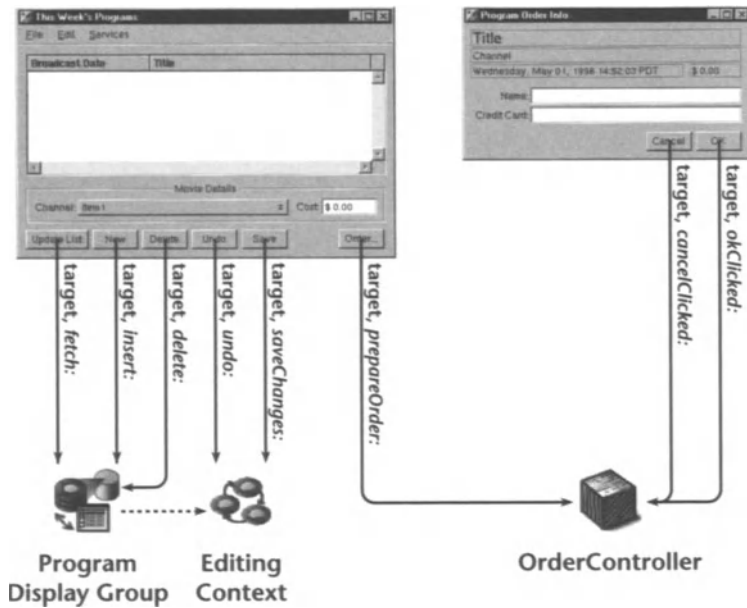 This Week's Programs
File Edit Services
Broadcast Date Title
Movie Details
Channel: Item1 Cost: $ 0.00
Update List New Delete Undo Save Order...
Program Order Info
Title
Channel
Wednesday, May 01, 1996 14:52:03 PDT $ 0.00
Name:
Credit Card:
Cancel OK
target, fetch:
target, insert:
target, delete:
target, undo:
target, saveChanges:
target, prepareOrder:
target, cancelClicked:
target, okClicked:
Program
Display Group
Editing
Context
OrderController